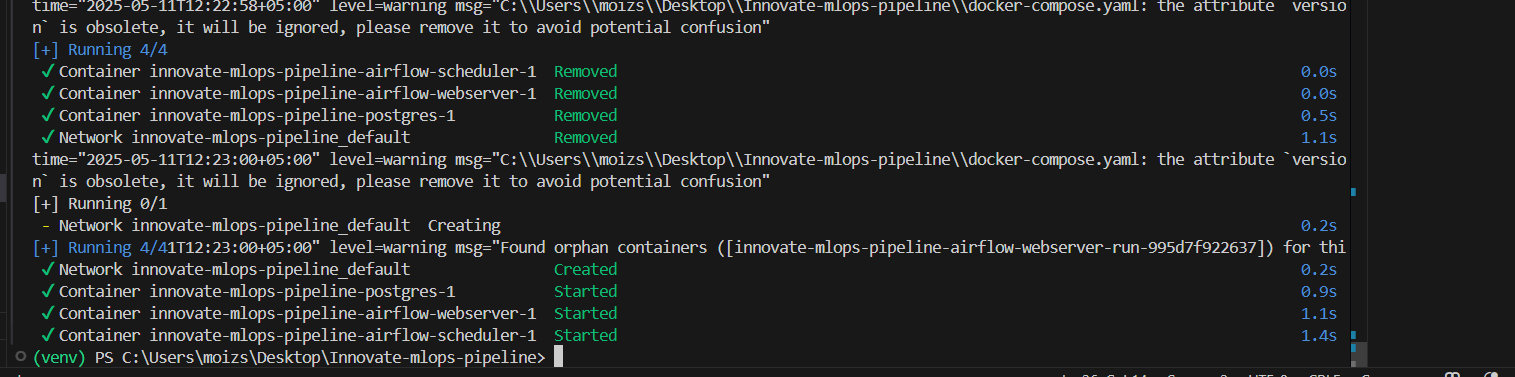 time="2025-05-11T12:22:58+05:00" level=warning msg="C:\\Users\\moizs\\Desktop\\Innovate-mlops-pipeline\\docker-compose.yaml: the attribute `versio
n` is obsolete, it will be ignored, please remove it to avoid potential confusion"
[+] Running 4/4
✓ Container innovate-mlops-pipeline-airflow-scheduler-1 Removed 0.0s
✓ Container innovate-mlops-pipeline-airflow-webserver-1 Removed 0.0s
✓ Container innovate-mlops-pipeline-postgres-1 Removed 0.5s
✓ Network innovate-mlops-pipeline_default Removed 1.1s
time="2025-05-11T12:23:00+05:00" level=warning msg="C:\\Users\\moizs\\Desktop\\Innovate-mlops-pipeline\\docker-compose.yaml: the attribute `versio
n` is obsolete, it will be ignored, please remove it to avoid potential confusion"
[+] Running 0/1
- Network innovate-mlops-pipeline_default Creating 0.2s
[+] Running 4/41T12:23:00+05:00" level=warning msg="Found orphan containers ([innovate-mlops-pipeline-airflow-webserver-run-995d7f922637]) for thi
✓ Network innovate-mlops-pipeline_default Created 0.2s
✓ Container innovate-mlops-pipeline-postgres-1 Started 0.9s
✓ Container innovate-mlops-pipeline-airflow-webserver-1 Started 1.1s
✓ Container innovate-mlops-pipeline-airflow-scheduler-1 Started 1.4s
(venv) PS C:\Users\moizs\Desktop\Innovate-mlops-pipeline>